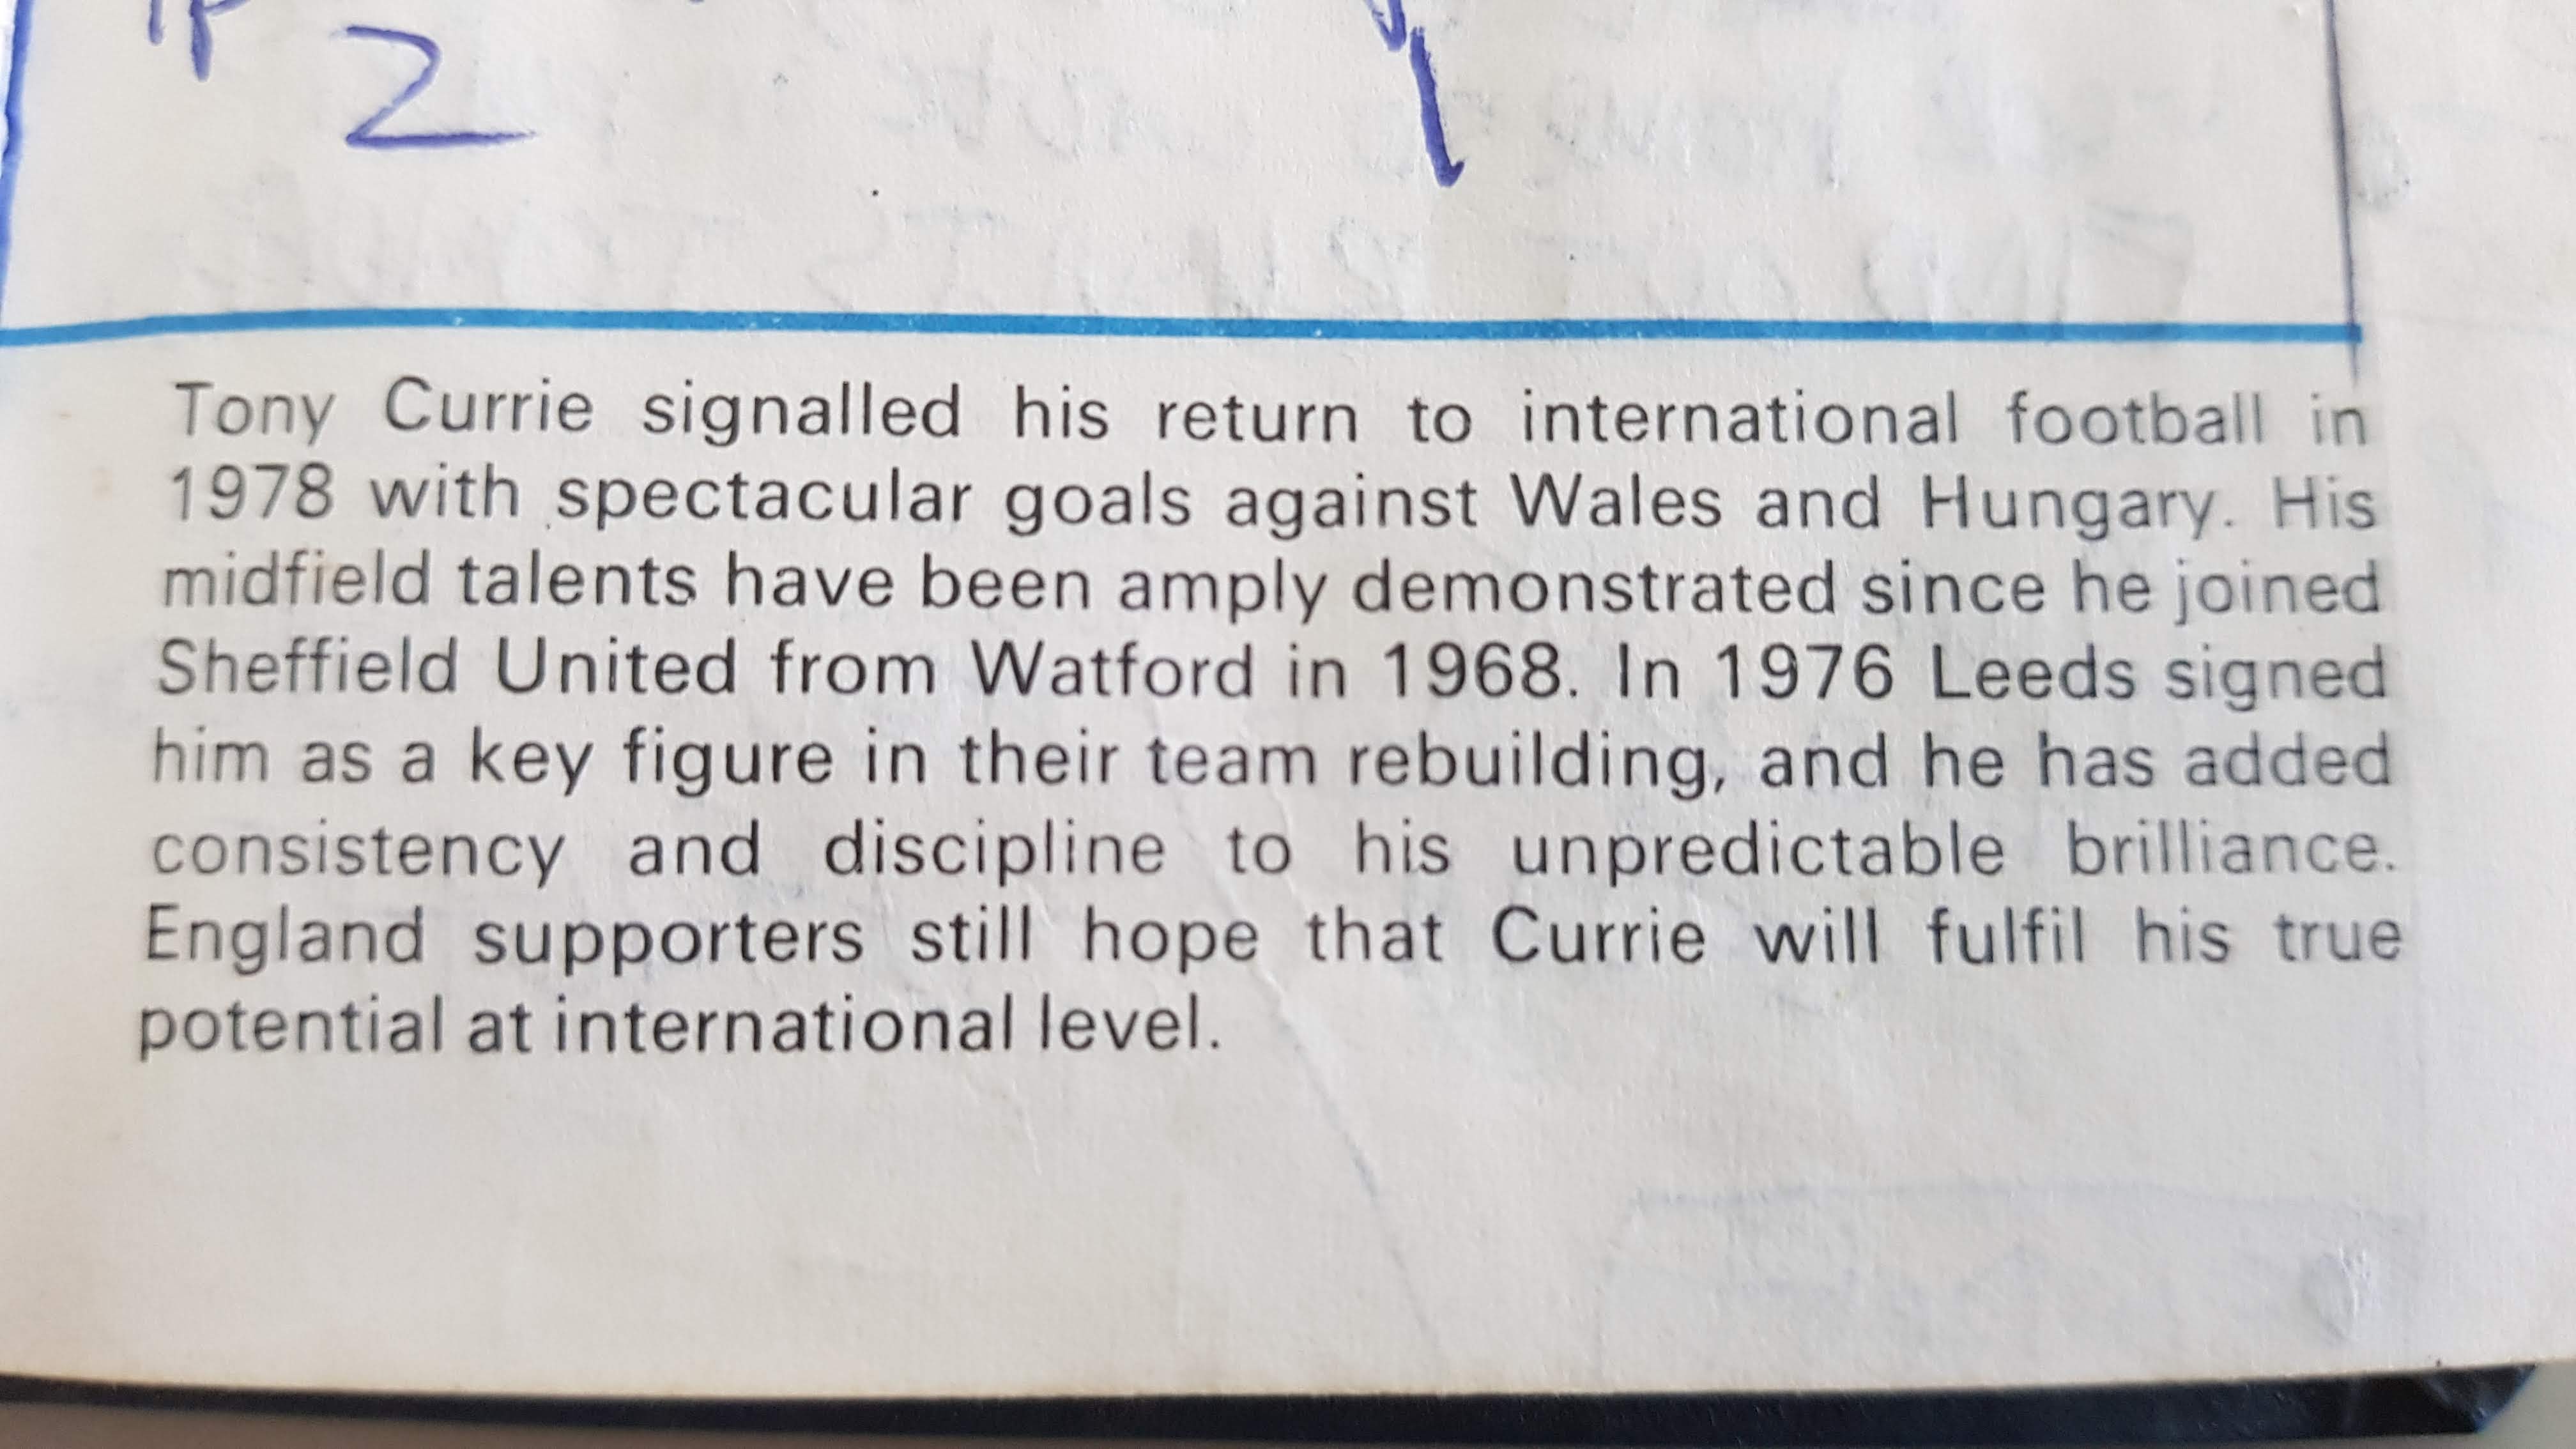 2
Tony Currie signalled his return to international football in
1978 with spectacular goals against Wales and Hungary. His
midfield talents have been amply demonstrated since he joined
Sheffield United from Watford in 1968. In 1976 Leeds signed
him as a key figure in their team rebuilding, and he has added
consistency and discipline to his unpredictable brilliance.
England supporters still hope that Currie will fulfil his true
potential at international level.